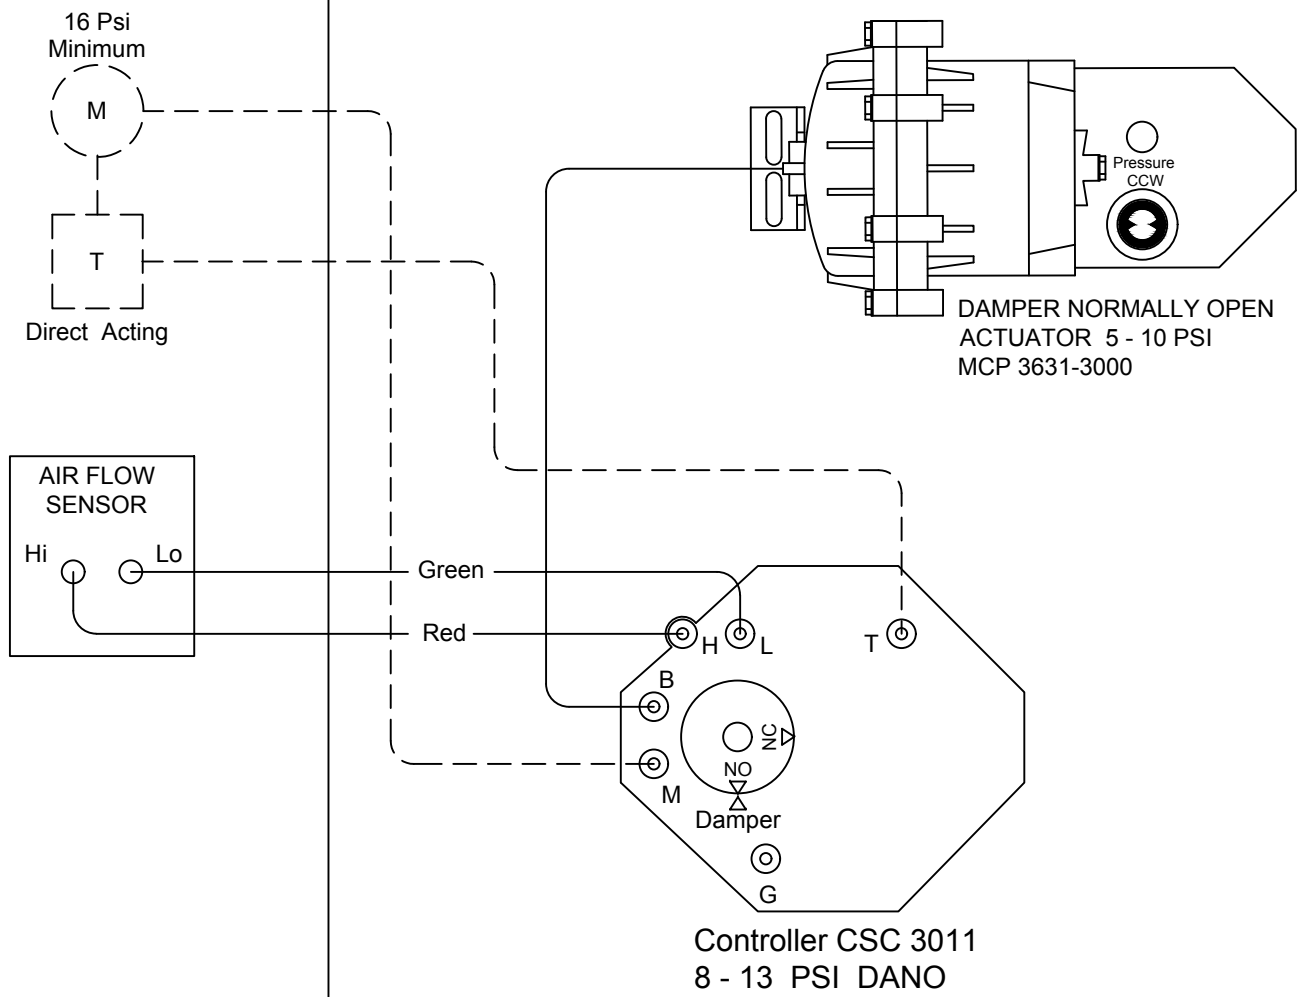 16 Psi
Minimum
M
T
Direct Acting
Pressure
CCW
DAMPER NORMALLY OPEN
ACTUATOR 5 - 10 PSI
MCP 3631-3000
AIR FLOW
SENSOR
Hi
Lo
Green
Red
H
L
T
B
NC
NO
M
Damper
G
Controller CSC 3011
8 - 13 PSI DANO